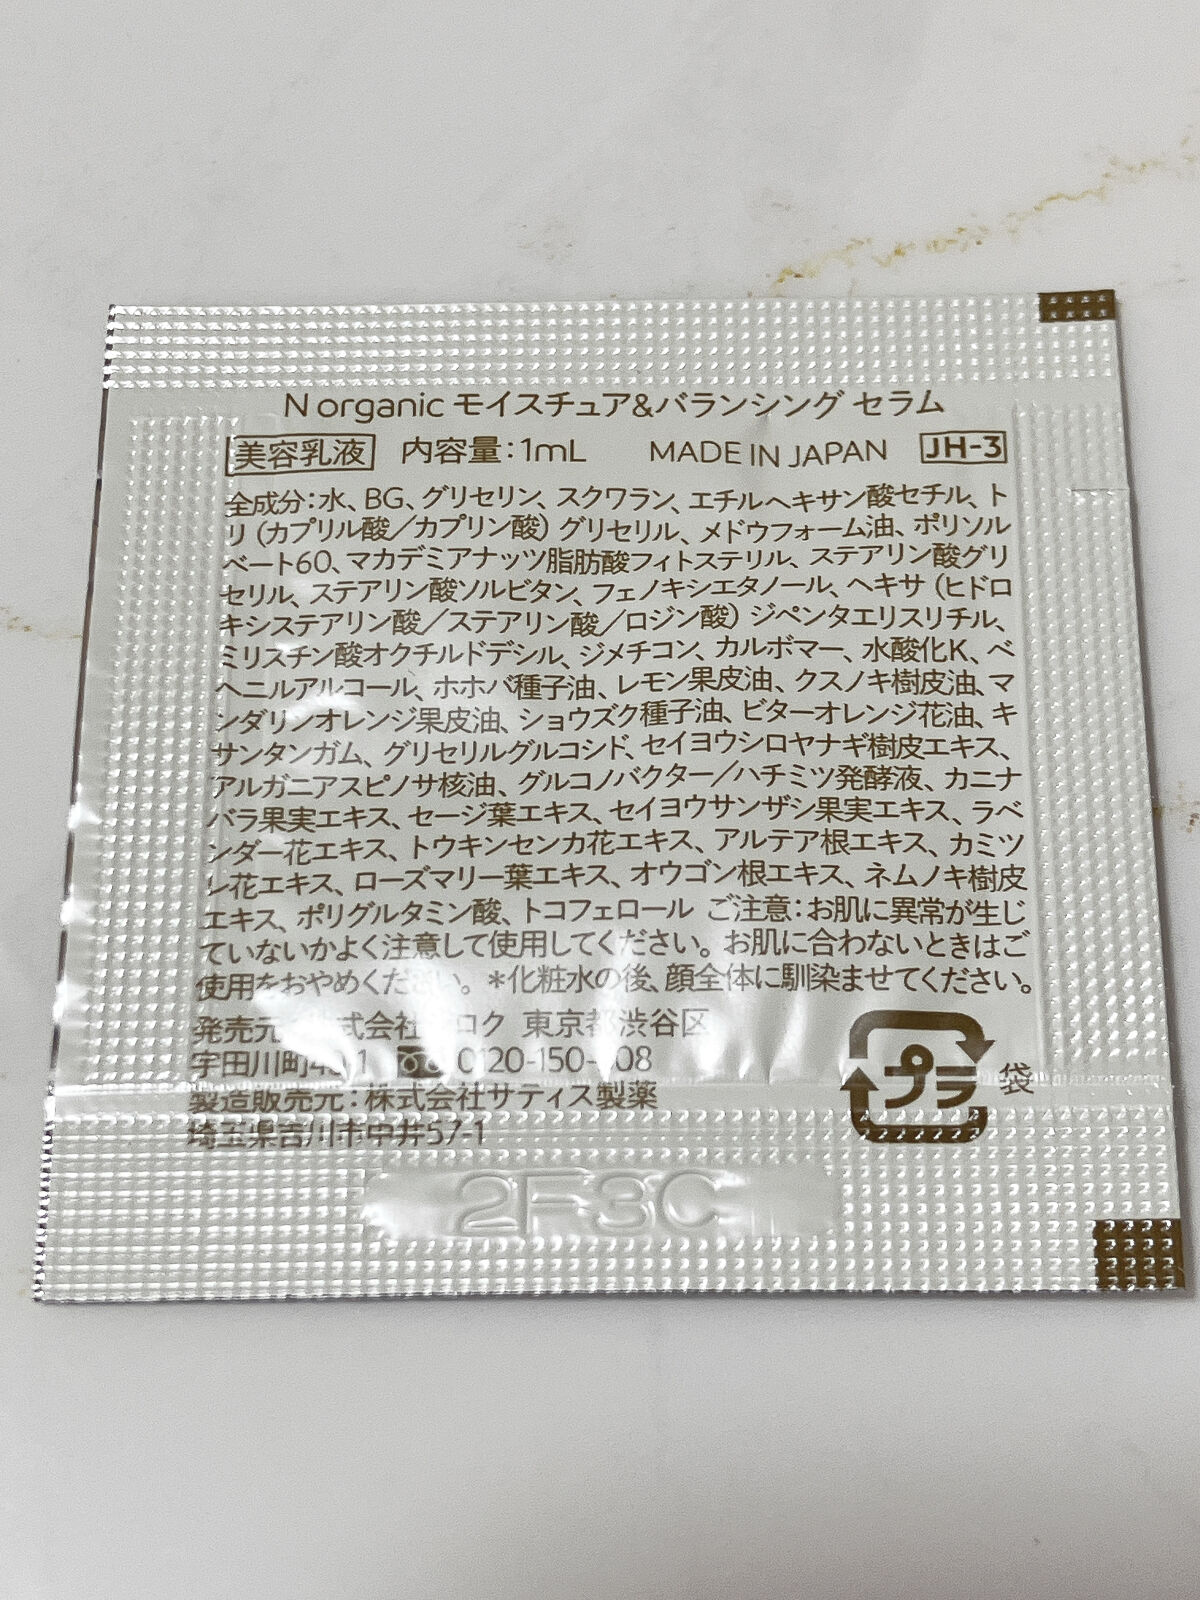 N organic モイスチュア&バランシング セラム
美容乳液 内容量:1mL MADE IN JAPAN JH-3
全成分:水、BG、グリセリン、スクワラン、エチルヘキサン酸セチル、ト
リ(カプリル酸/カプリン酸)グリセリル、メドウフォーム油、ポリソル
ベート60、マカデミアナッツ脂肪酸フィトステリル、ステアリン酸グリ
セリル、ステアリン酸ソルビタン、フェノキシエタノール、ヘキサ(ヒドロ
キシステアリン酸/ステアリン酸/ロジン酸)ジペンタエリスリチル、
ミリスチン酸オクチルドデシル、ジメチコン、カルボマー、水酸化K、ベ
ヘニルアルコール、ホホバ種子油、レモン果皮油、クスノキ樹皮油、マ
ンダリンオレンジ果皮油、ショウズク種子油、ビターオレンジ花油、キ
サンタンガム、グリセリルグルコシド、セイヨウシロヤナギ樹皮エキス、
アルガニアスピノサ核油、グルコノバクター/ハチミツ発酵液、カニナ
バラ果実エキス、セージ葉エキス、セイヨウサンザシ果実エキス、ラベ
ンダー花エキス、トウキンセンカ花エキス、アルテア根エキス、カミツ
レ花エキス、ローズマリー葉エキス、オウゴン根エキス、ネムノキ樹皮
エキス、ポリグルタミン酸、トコフェロール ご注意:お肌に異常が生じ
ていないかよく注意して使用してください。お肌に合わないときはご
使用をおやめください。*化粧水の後、顔全体に馴染ませてください。
発売元 株式会社 ロク 東京都渋谷区
宇田川町 0120-150-
製造販売元:株式会社サティス製薬
埼玉県吉川市中井57-1
プラ 袋
2F3C